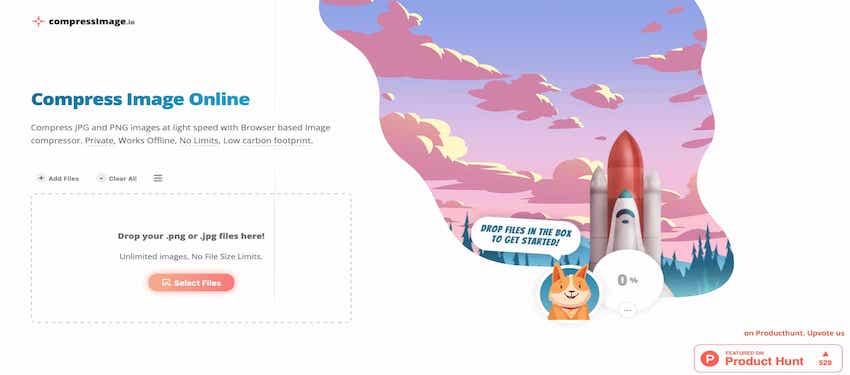 compressImage.io
Compress Image Online
Compress JPG and PNG images at light speed with Browser based Image
compressor. Private, Works Offline, No Limits, Low carbon footprint.
Add Files
Clear All
Drop your .png or .jpg files here!
Unlimited images, No File Size Limits.
Select Files
DROP FILES IN THE BOX
TO GET STARTED!
0 %
on Producthunt. Upvote us
FEATURED ON
Product Hunt
528